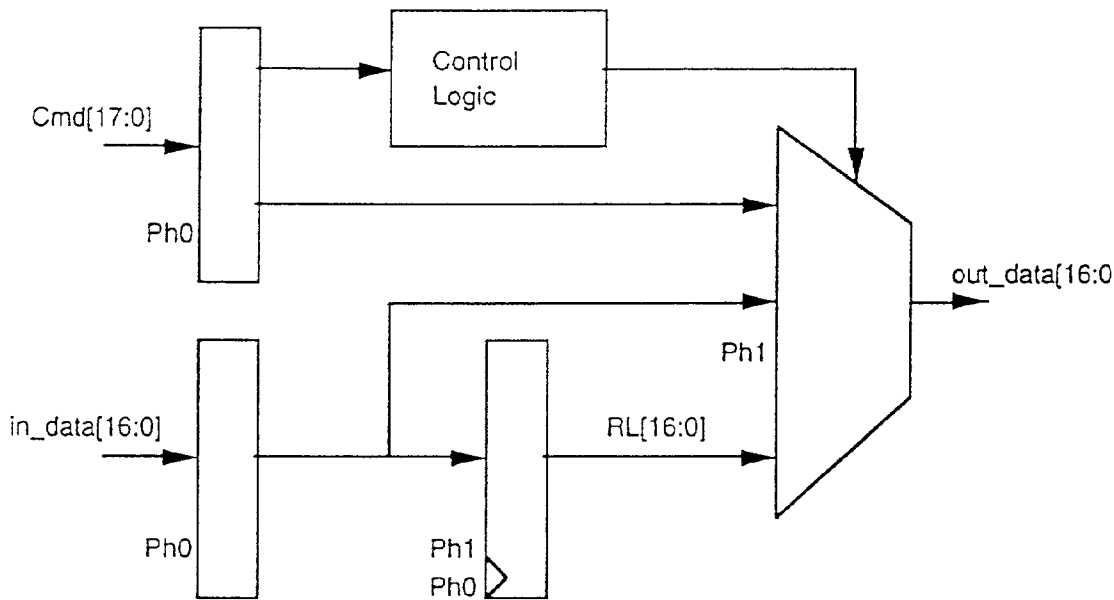 Control
Logic
Cmd[17:0]
Ph0
out_data[16:0
Ph1
in_data[16:0]
RL[16:0]
Ph0
Ph1
Ph0